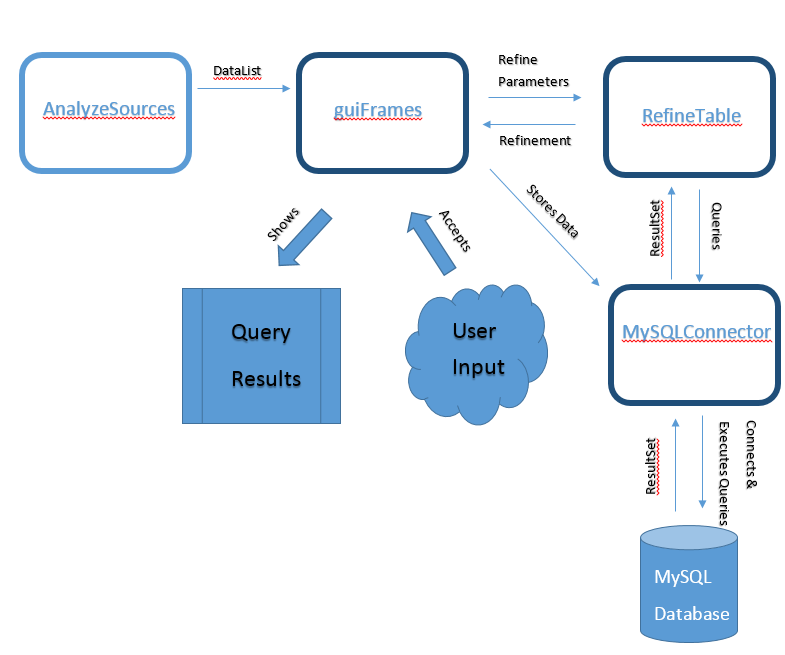 DataList
Refine
Parameters
AnalyzeSources
guiFrames
RefineTable
Refinement
Shows
Accepts
Stores Data
ResultSet
Queries
Query
Results
User
Input
MySQLConnector
ResultSet
Executes Queries
Connects &
MySQL
Database